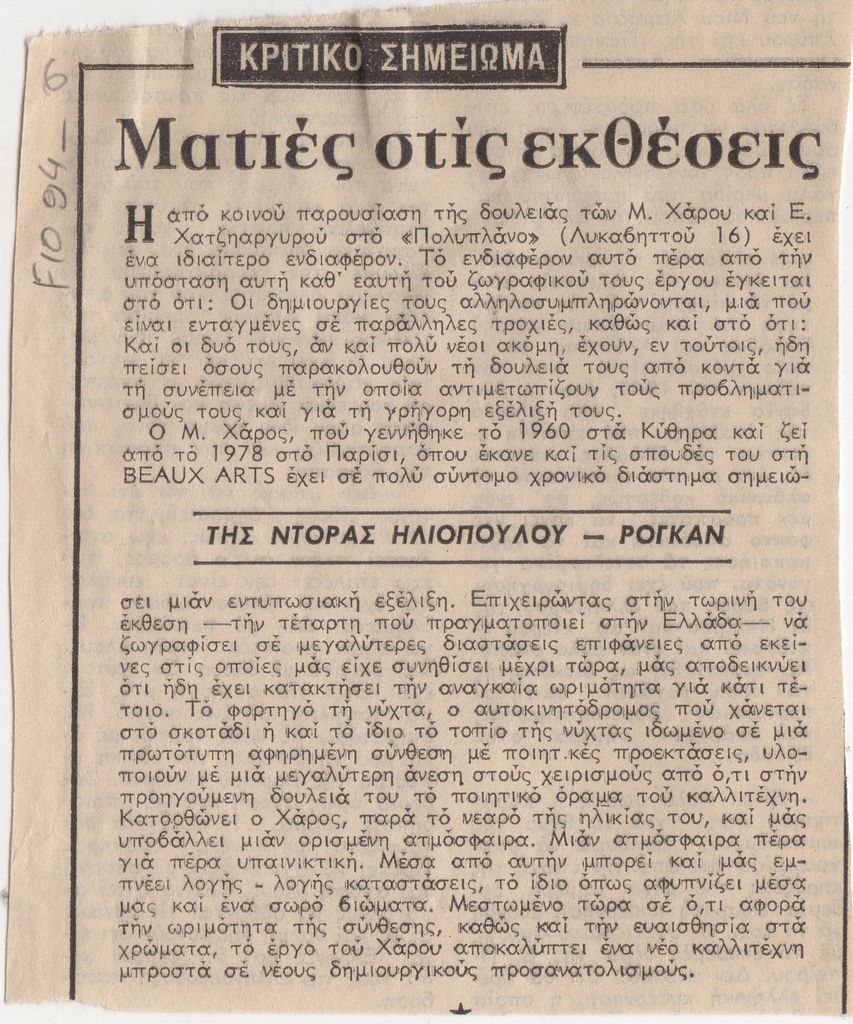 ΚΡΙΤΙΚΟ ΣΗΜΕΙΩΜΑ
F10 94 - 6
Ματιές στίς εκθέσεις
Η από κοινού παρουσίαση τής δουλειάς τών Μ. Χάρου καί Ε.
Χατζηαργυρού στό «Πολυπλάνο» (Λυκαβηττού 16) έχει
ένα ιδιαίτερο ενδιαφέρον. Τό ενδιαφέρον αυτό πέρα από τήν
υπόσταση αυτή καθ' εαυτή τού ζωγραφικού τους έργου έγκειται
στό ότι: Οι δημιουργίες τους αλληλοσυμπληρώνονται, μιά πού
είναι ενταγμένες σέ παράλληλες τροχιές, καθώς καί στό ότι:
Καί οι δυό τους, άν καί πολύ νέοι ακόμη, έχουν, εν τούτοις, ήδη
πείσει όσους παρακολουθούν τή δουλειά τους από κοντά γιά
τή συνέπεια μέ τήν οποία αντιμετωπίζουν τούς προβληματι-
σμούς τους καί γιά τή γρήγορη εξέλιξή τους.
Ο Μ. Χάρος, πού γεννήθηκε τό 1960 στά Κύθηρα καί ζεί
από τό 1978 στό Παρίσι, όπου έκανε καί τίς σπουδές του στή
BEAUX ARTS έχει σέ πολύ σύντομο χρονικό διάστημα σημειώ-
ΤΗΣ ΝΤΟΡΑΣ ΗΛΙΟΠΟΥΛΟΥ — ΡΟΓΚΑΝ
σει μιάν εντυπωσιακή εξέλιξη. Επιχειρώντας στήν τωρινή του
έκθεση —τήν τέταρτη πού πραγματοποιεί στήν Ελλάδα— νά
ζωγραφίσει σέ μεγαλύτερες διαστάσεις επιφάνειες από εκεί-
νες στίς οποίες μάς είχε συνηθίσει μέχρι τώρα, μάς αποδεικνύει
ότι ήδη έχει κατακτήσει τήν αναγκαία ωριμότητα γιά κάτι τέ-
τοιο. Τό φορτηγό τή νύχτα, ο αυτοκινητόδρομος πού χάνεται
στό σκοτάδι ή καί τό ίδιο τό τοπίο τής νύχτας ιδωμένο σέ μιά
πρωτότυπη αφηρημένη σύνθεση μέ ποιητ.κές προεκτάσεις, υλο-
ποιούν μέ μιά μεγαλύτερη άνεση στούς χειρισμούς από ό,τι στήν
προηγούμενη δουλειά του τό ποιητικό όραμα τού καλλιτέχνη.
Κατορθώνει ο Χάρος, παρά τό νεαρό τής ηλικίας του, καί μάς
υποβάλλει μιάν ορισμένη ατμόσφαιρα. Μιάν ατμόσφαιρα πέρα
γιά πέρα υπαινικτική. Μέσα από αυτήν μπορεί καί μάς εμ-
πνέει λογής - λογής καταστάσεις, τό ίδιο όπως αφυπνίζει μέσα
μας καί ένα σωρό βιώματα. Μεστωμένο τώρα σέ ό,τι αφορά
τήν ωριμότητα τής σύνθεσης, καθώς καί τήν ευαισθησία στά
χρώματα, τό έργο τού Χάρου αποκαλύπτει ένα νέο καλλιτέχνη
μπροστά σέ νέους δημιουργικούς προσανατολισμούς.